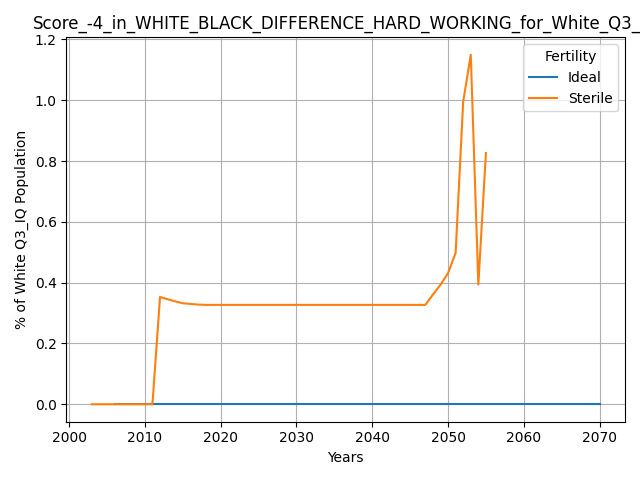 Score_-4_in_WHITE_BLACK_DIFFERENCE_HARD_WORKING_for_White_Q3_
1.2
1.0
0.8
0.6
0.4
0.2
0.0
% of White Q3_IQ Population
Fertility
Ideal
Sterile
2000 2010 2020 2030 2040 2050 2060 2070
Years